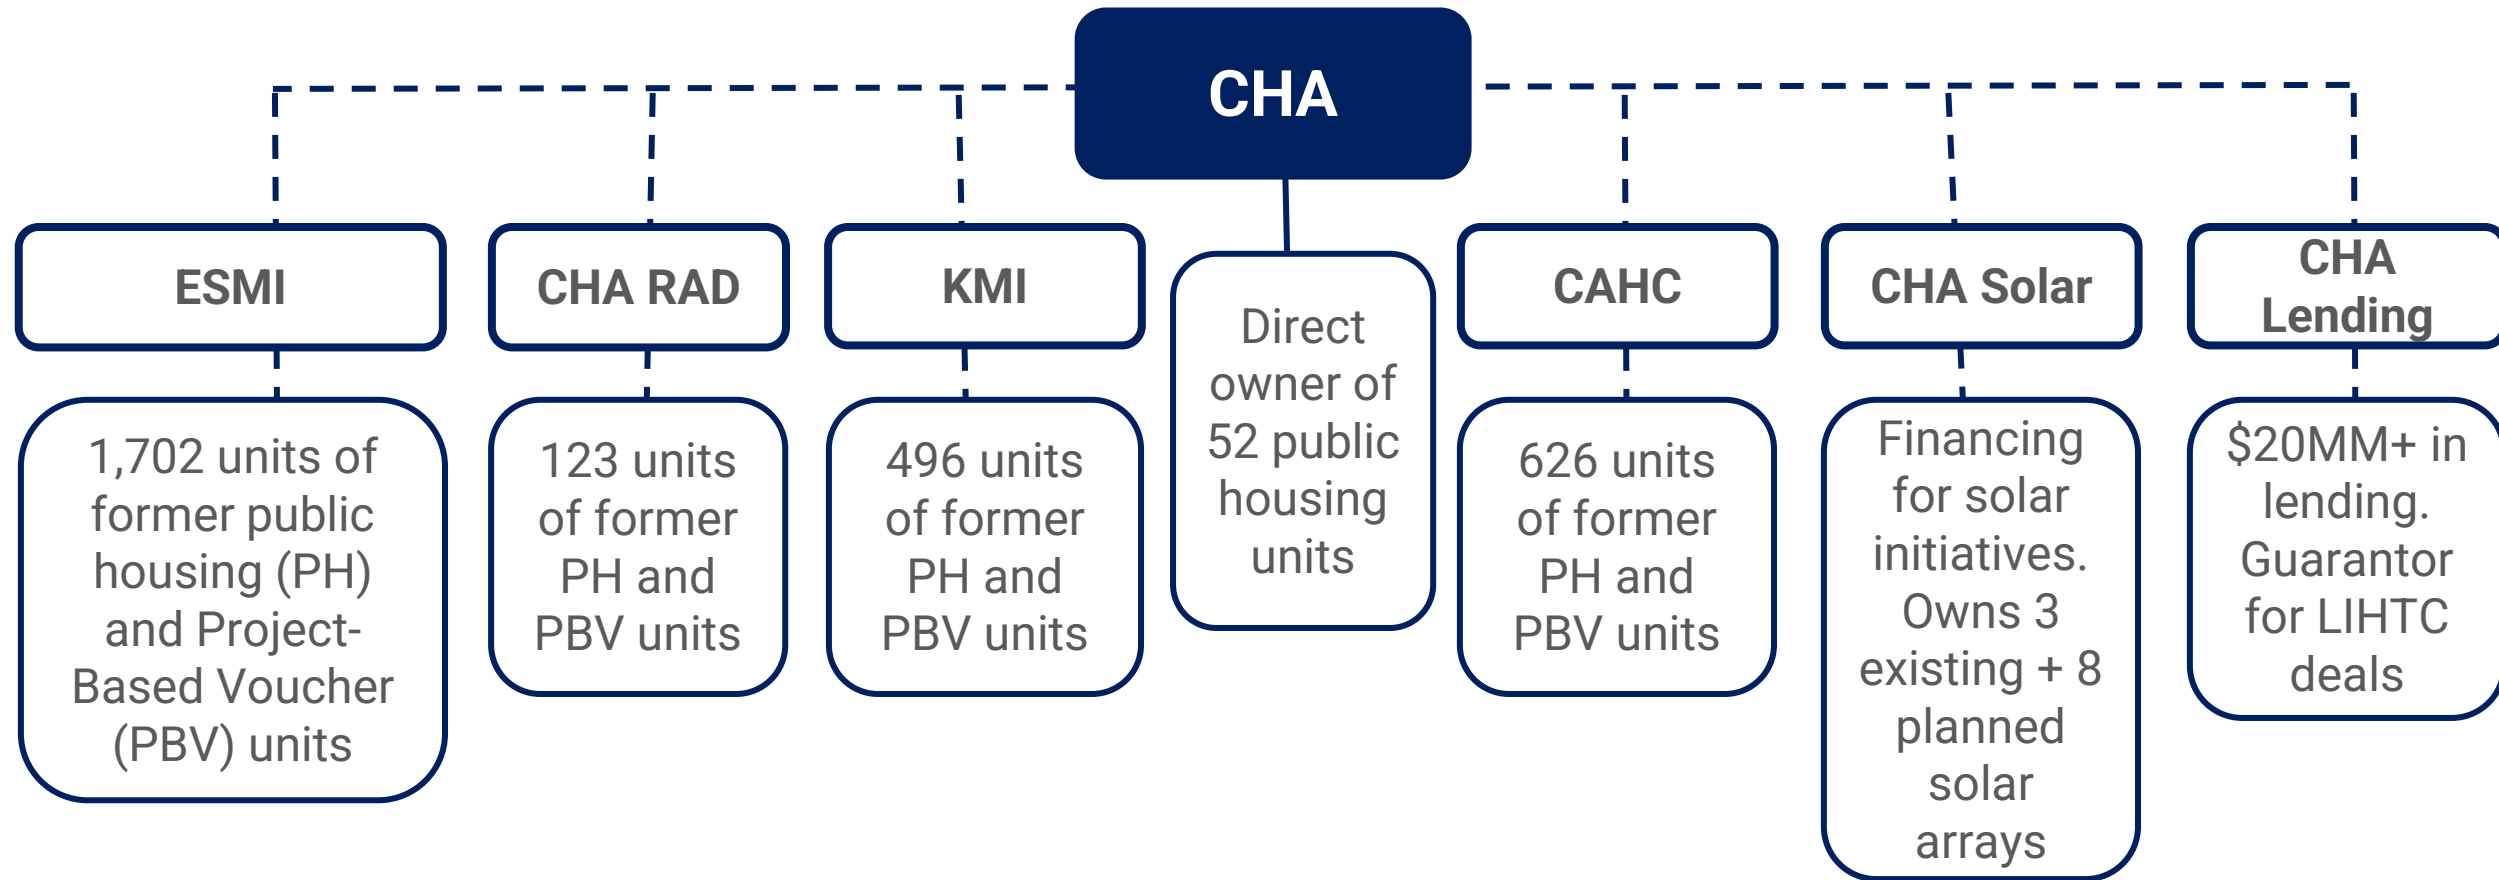 CHA
ESMI
1,702 units of
former public
housing (PH)
and Project-
Based Voucher
(PBV) units
CHA RAD
123 units
of former
PH and
PBV units
KMI
496 units
of former
PH and
PBV units
Direct
owner of
52 public
housing
units
CAHC
626 units
of former
PH and
PBV units
CHA Solar
Financing
for solar
initiatives.
Owns 3
existing + 8
planned
solar
arrays
CHA
Lending
$20MM+ in
lending.
Guarantor
for LIHTC
deals